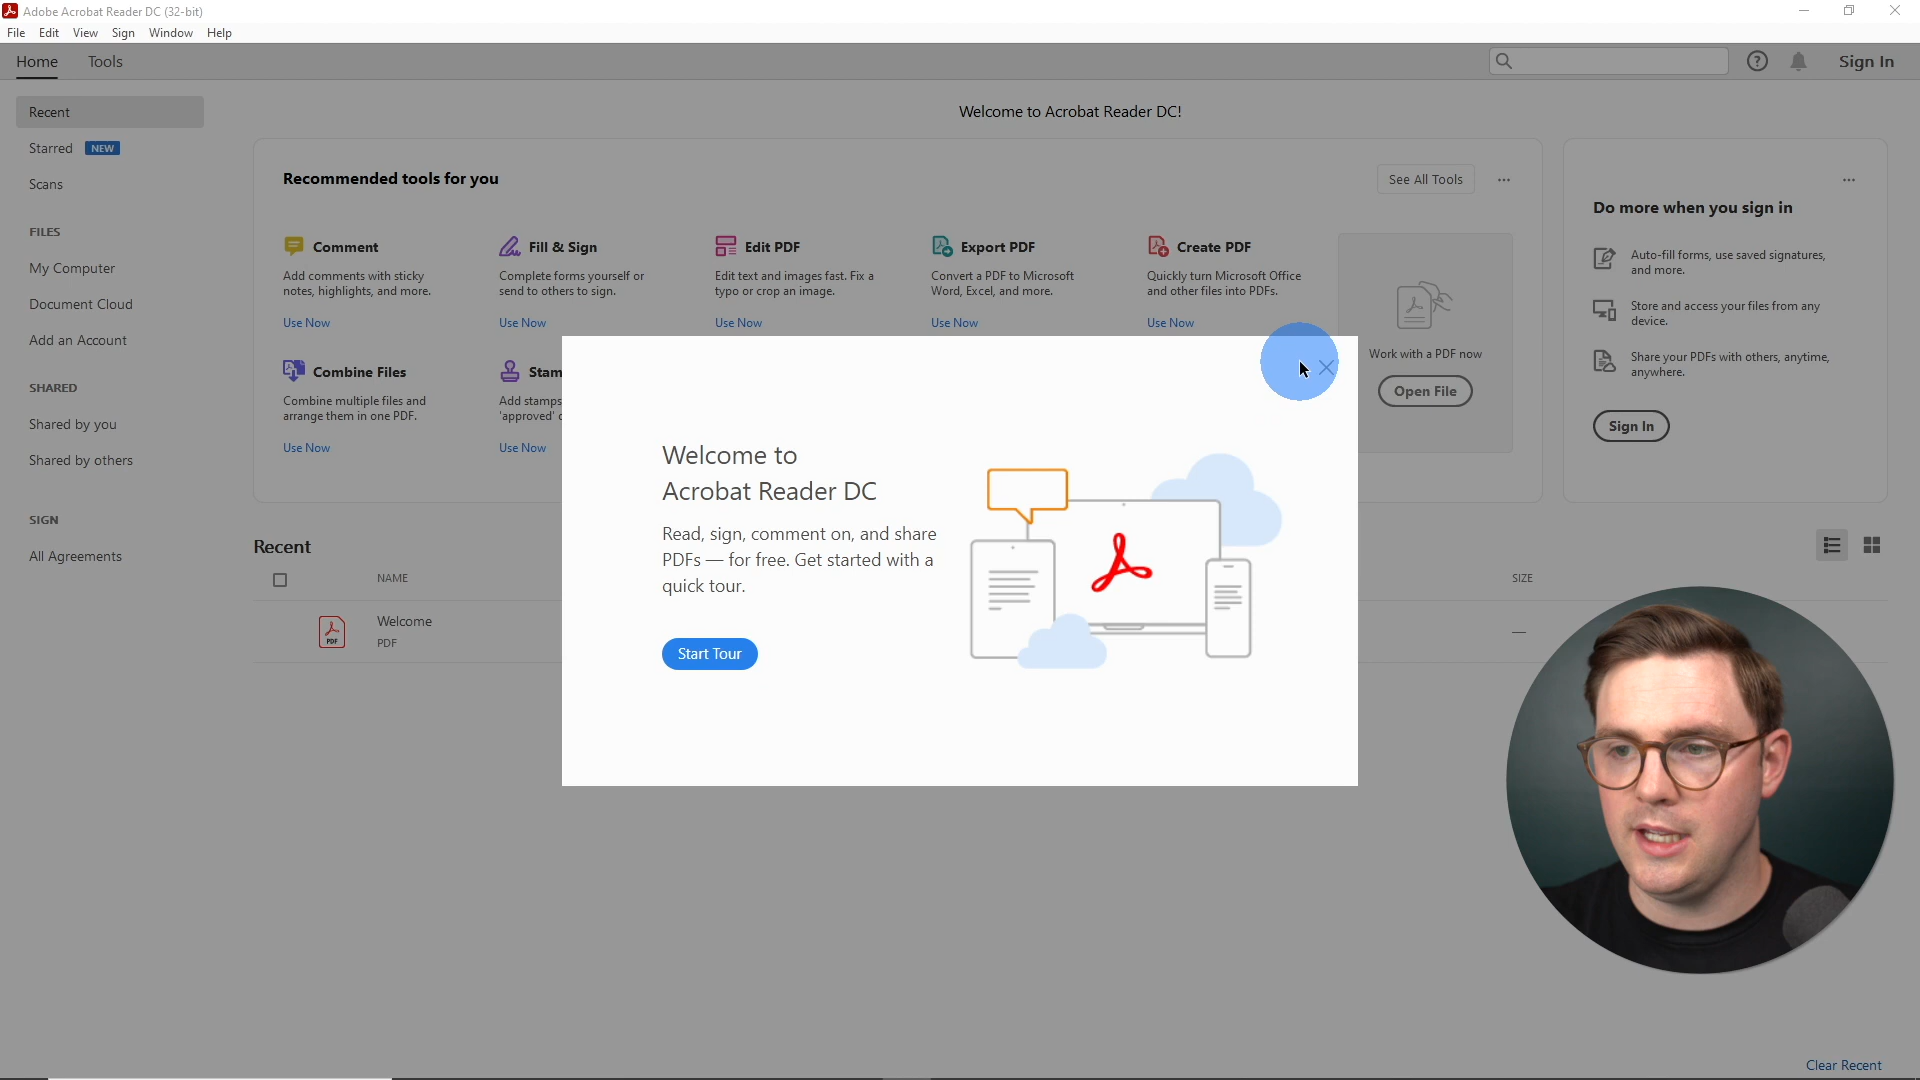 Adobe Acrobat Reader DC (32-bit)
File Edit View Sign Window Help
Home Tools
Sign In
Recent
Starred NEW
Scans
FILES
My Computer
Document Cloud
Add an Account
SHARED
Shared by you
Shared by others
SIGN
All Agreements
Welcome to Acrobat Reader DC!
Recommended tools for you
See All Tools
Comment
Add comments with sticky
notes, highlights, and more.
Use Now
Fill & Sign
Complete forms yourself or
send to others to sign.
Use Now
Edit PDF
Edit text and images fast. Fix a
typo or crop an image.
Use Now
Export PDF
Convert a PDF to Microsoft
Word, Excel, and more.
Use Now
Create PDF
Quickly turn Microsoft Office
and other files into PDFs.
Use Now
Combine Files
Combine multiple files and
arrange them in one PDF.
Use Now
Stam
Add stamps
'approved'
Use Now
Work with a PDF now
Open File
Do more when you sign in
Auto-fill forms, use saved signatures,
and more.
Store and access your files from any
device.
Share your PDFs with others, anytime,
anywhere.
Sign In
Welcome to
Acrobat Reader DC
Read, sign, comment on, and share
PDFs — for free. Get started with a
quick tour.
Start Tour
Recent
NAME
SIZE
PDF
Welcome
PDF
—
Clear Recent